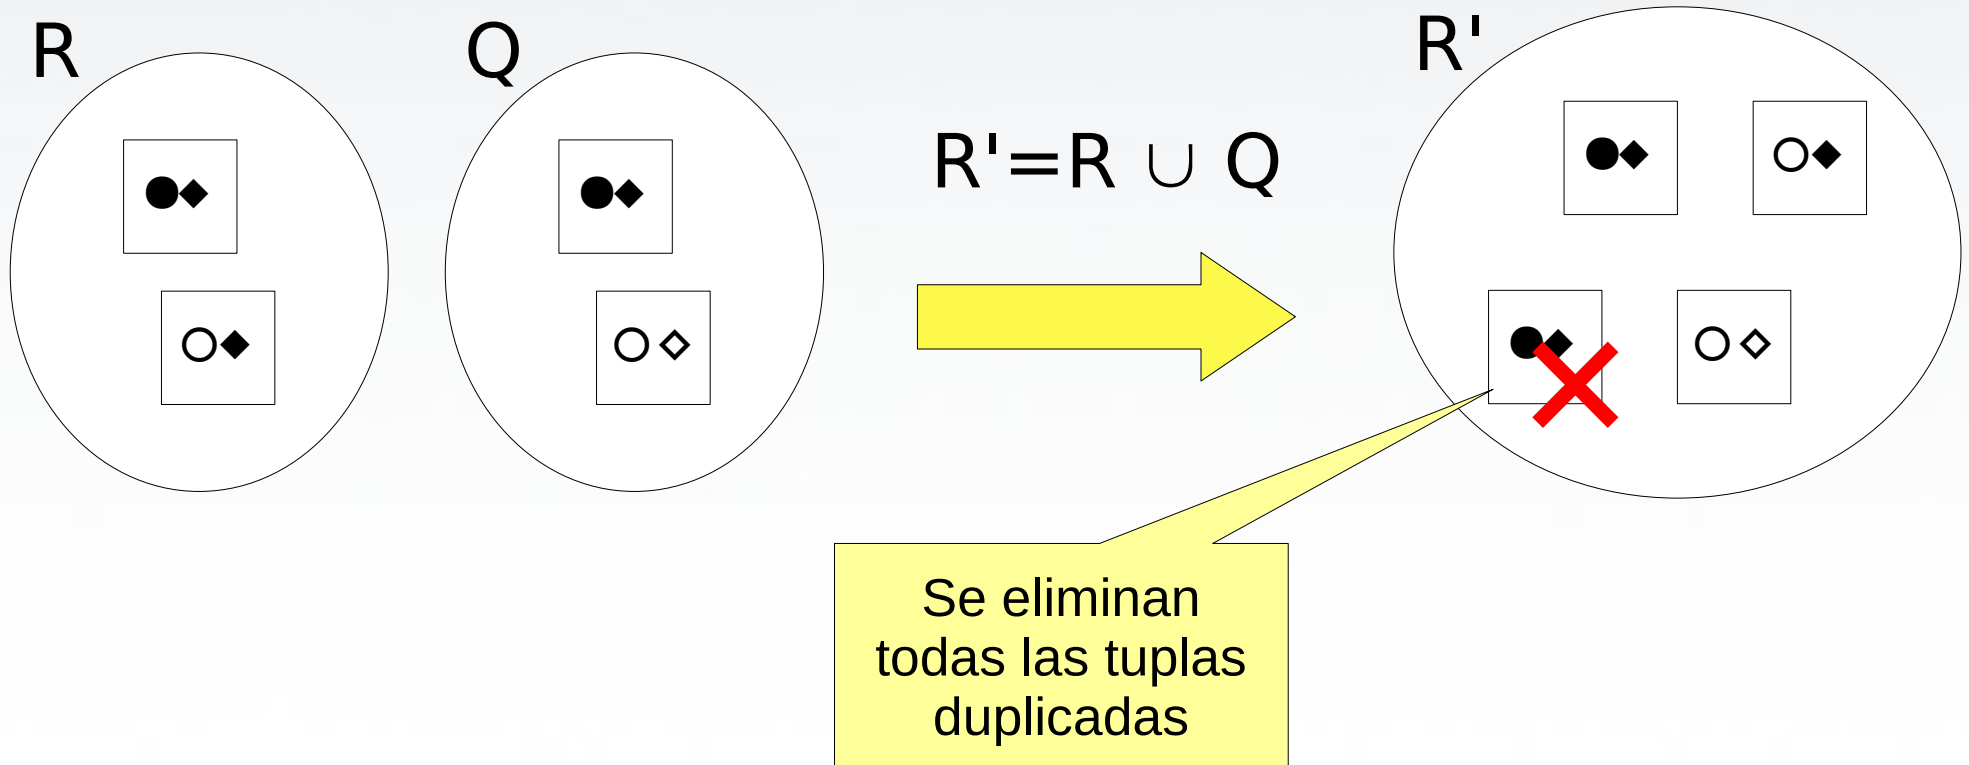 R
Q
R'=R ∪ Q
R'
Se eliminan
todas las tuplas
duplicadas